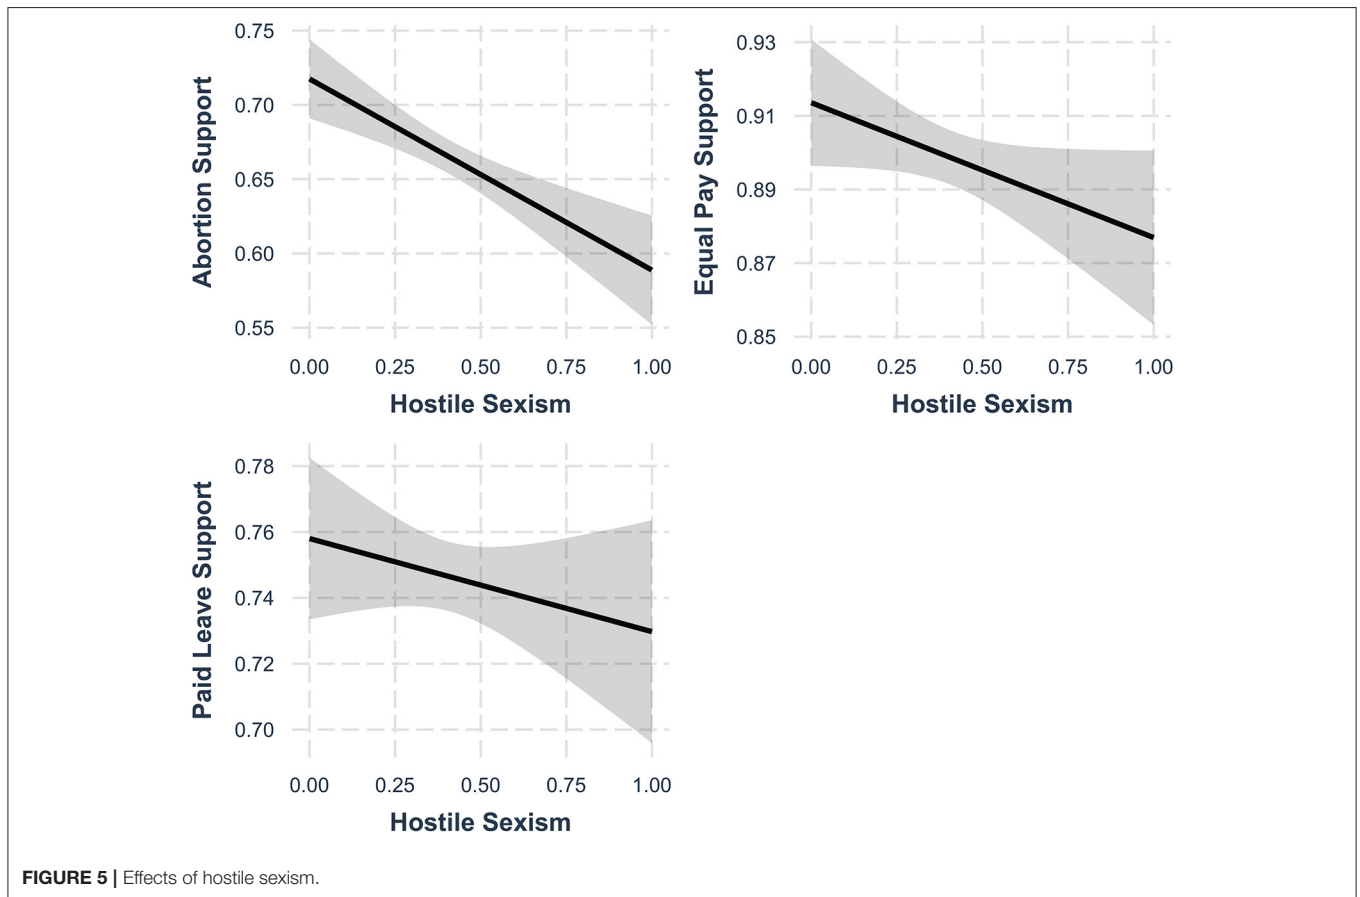 0.75
0.70
0.65
0.60
0.55
Abortion Support
0.00 0.25 0.50 0.75 1.00
Hostile Sexism
0.93
0.91
0.89
0.87
0.85
Equal Pay Support
0.00 0.25 0.50 0.75 1.00
Hostile Sexism
0.78
0.76
0.74
0.72
0.70
Paid Leave Support
0.00 0.25 0.50 0.75 1.00
Hostile Sexism
FIGURE 5 | Effects of hostile sexism.